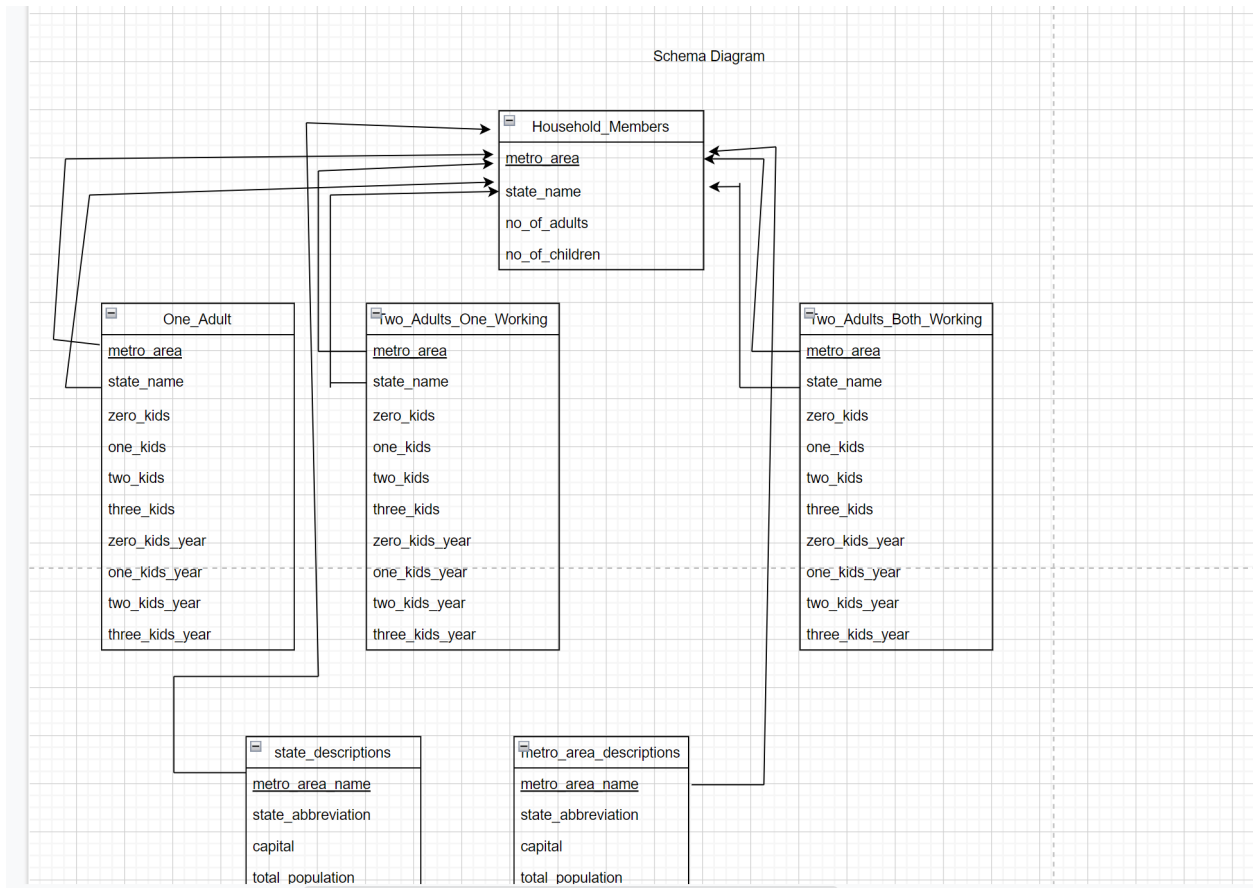 Schema Diagram
Household_Members
metro_area
state_name
no_of_adults
no_of_children
One_Adult
metro_area
state_name
zero_kids
one_kids
two_kids
three_kids
zero_kids_year
one_kids_year
two_kids_year
three_kids_year
Two_Adults_One_Working
metro_area
state_name
zero_kids
one_kids
two_kids
three_kids
zero_kids_year
one_kids_year
two_kids_year
three_kids_year
Two_Adults_Both_Working
metro_area
state_name
zero_kids
one_kids
two_kids
three_kids
zero_kids_year
one_kids_year
two_kids_year
three_kids_year
state_descriptions
metro_area_name
state_abbreviation
capital
total_population
metro_area_descriptions
metro_area_name
state_abbreviation
capital
total_population